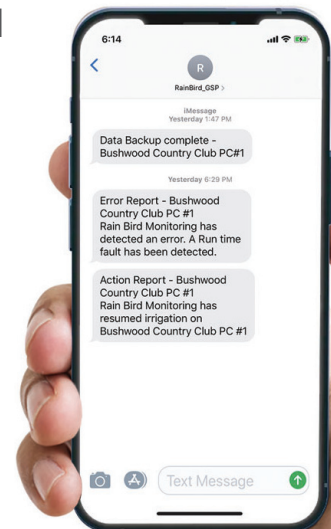 6:14
R
RainBird_GSP >
iMessage
Yesterday 1:47 PM
Data Backup complete -
Bushwood Country Club PC#1
Yesterday 6:29 PM
Error Report - Bushwood
Country Club PC #1
Rain Bird Monitoring has
detected an error. A Run time
fault has been detected.
Action Report - Bushwood
Country Club PC #1
Rain Bird Monitoring has
resumed irrigation on
Bushwood Country Club PC #1
Text Message